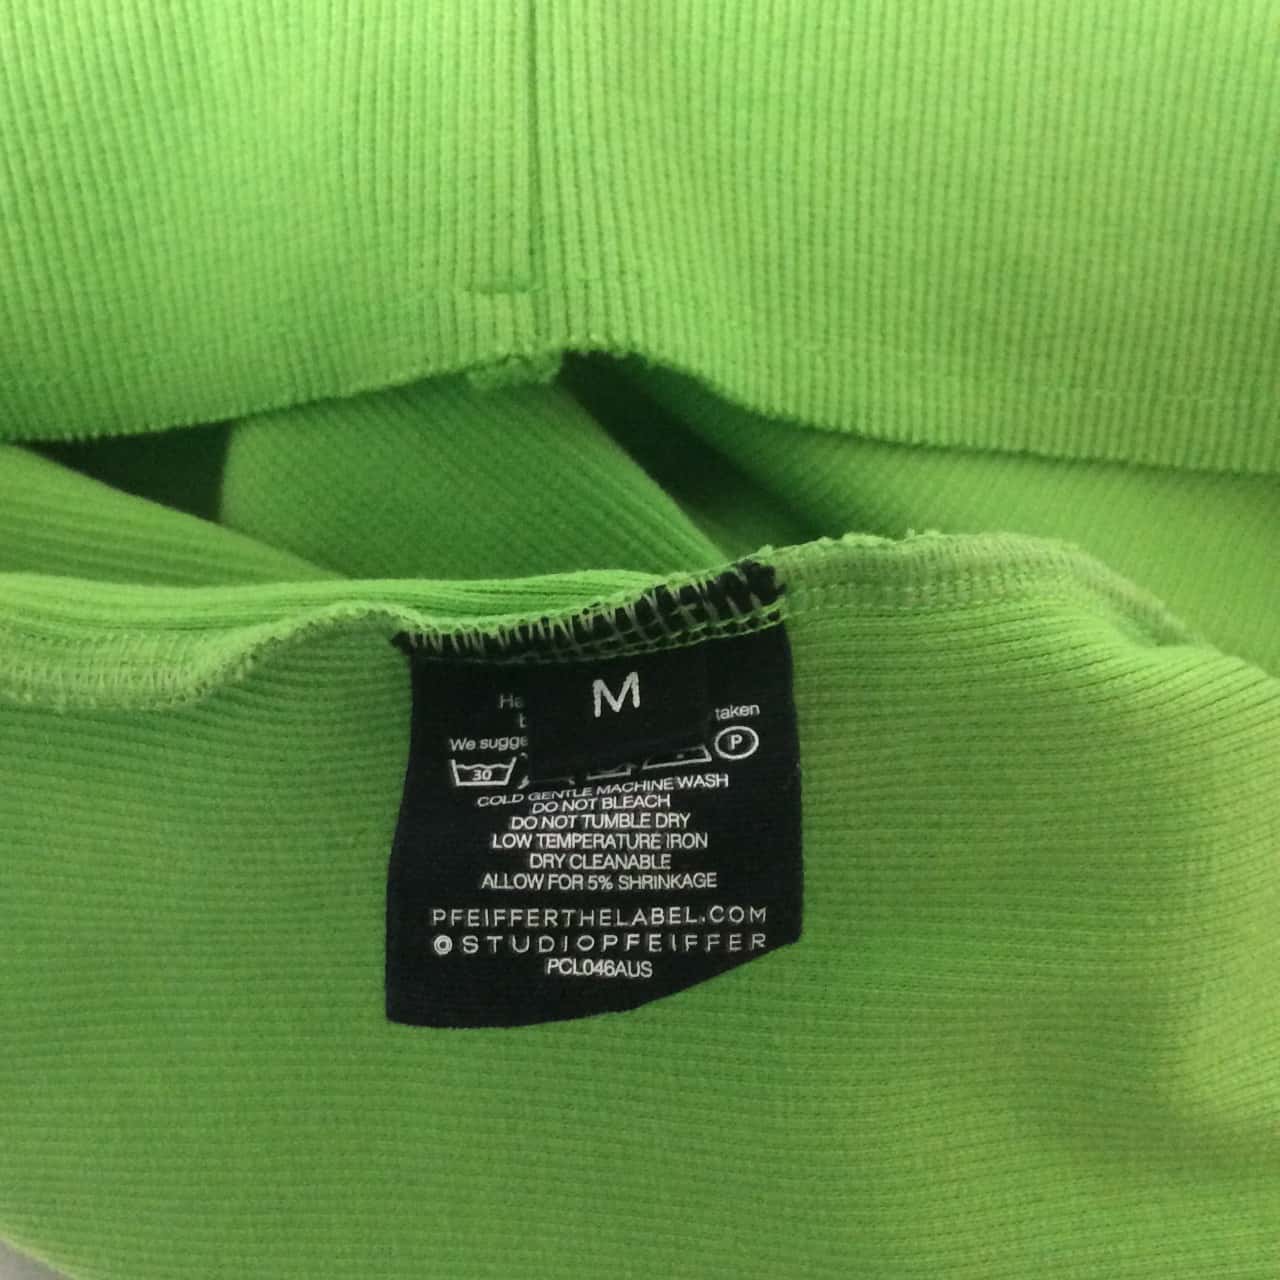 M
taken
We sugge
30
P
COLD GENTLE MACHINE WASH
DO NOT BLEACH
DO NOT TUMBLE DRY
LOW TEMPERATURE IRON
DRY CLEANABLE
ALLOW FOR 5% SHRINKAGE
PFEIFFERTHELABEL.COM
@STUDIOPFEIFFER
PCL046AUS